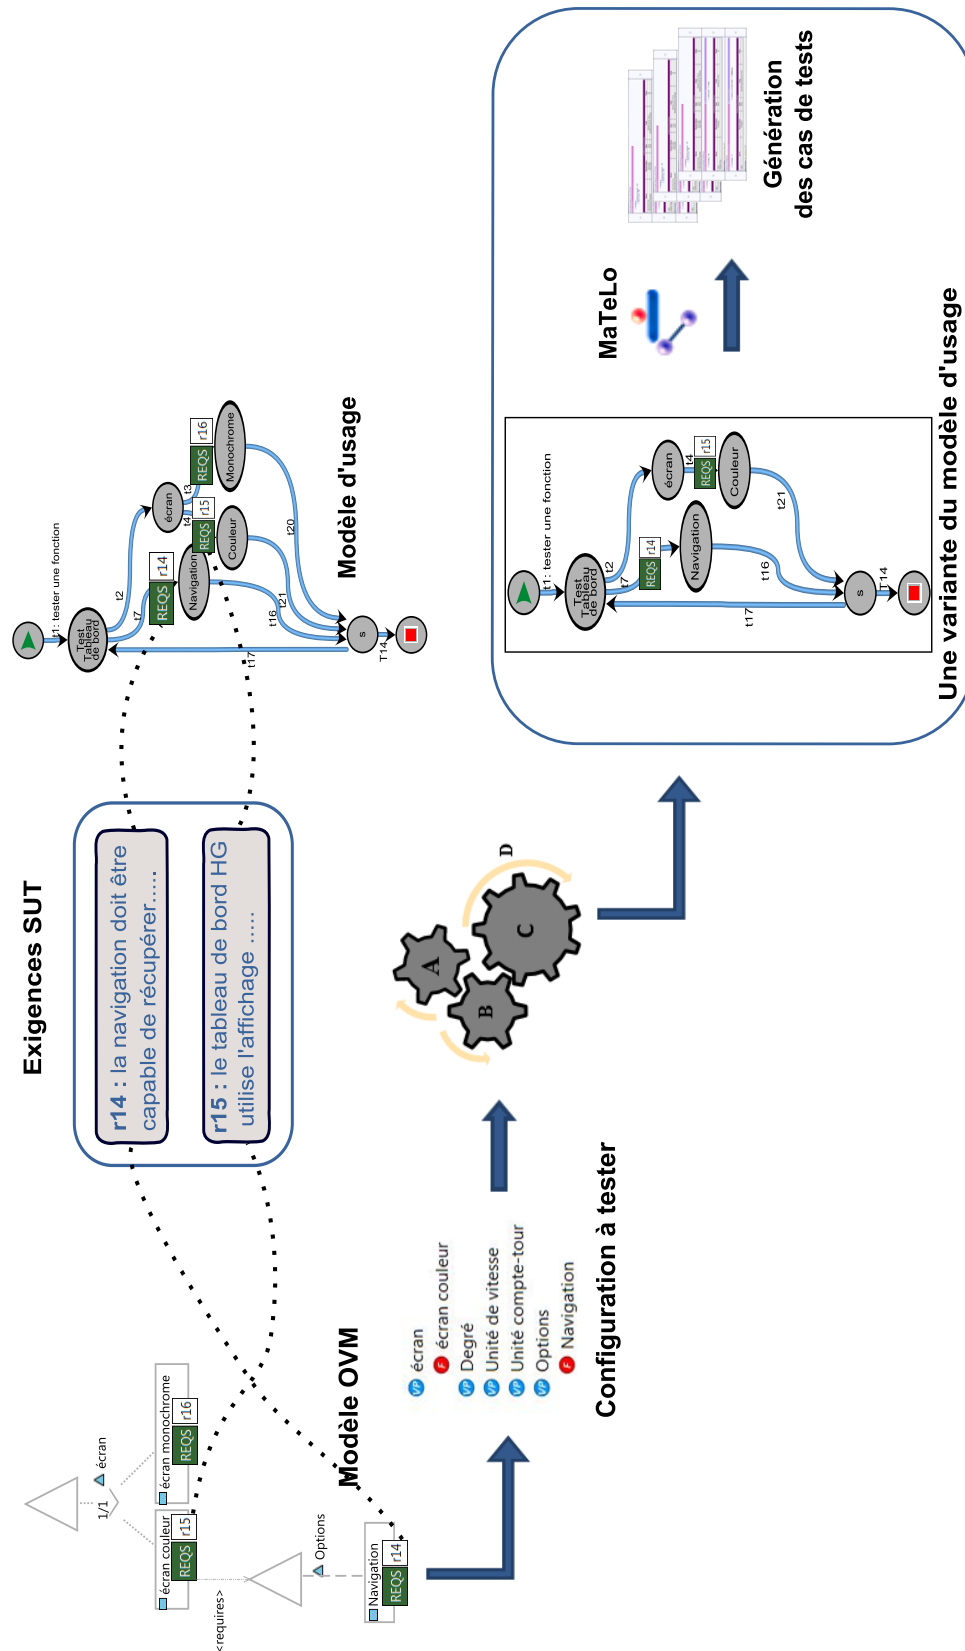 1/1
écran
écran couleur
REQS r15
écran monochrome
REQS r16
<requires>
Options
Navigation
REQS r14
Modèle OVM
Exigences SUT
r14 : la navigation doit être
capable de récupérer.....
r15 : le tableau de bord HG
utilise l'affichage .....
t1: tester une fonction
Test
Tableau
de bord
t2
t7
REQS r14
Navigation
écran
t4
t3
REQS r15
Couleur
REQS r16
Monochrome
t16
t21
t20
t17
s
T14
Modèle d'usage
VP écran
F écran couleur
VP Degré
VP Unité de vitesse
VP Unité compte-tour
VP Options
F Navigation
Configuration à tester
A
B
C
D
t1: tester une fonction
Test
Tableau
de bord
t2
t7
REQS r14
Navigation
écran
t4
REQS r15
Couleur
t16
t21
t17
s
T14
MaTeLo
Génération
des cas de tests
Une variante du modèle d'usage